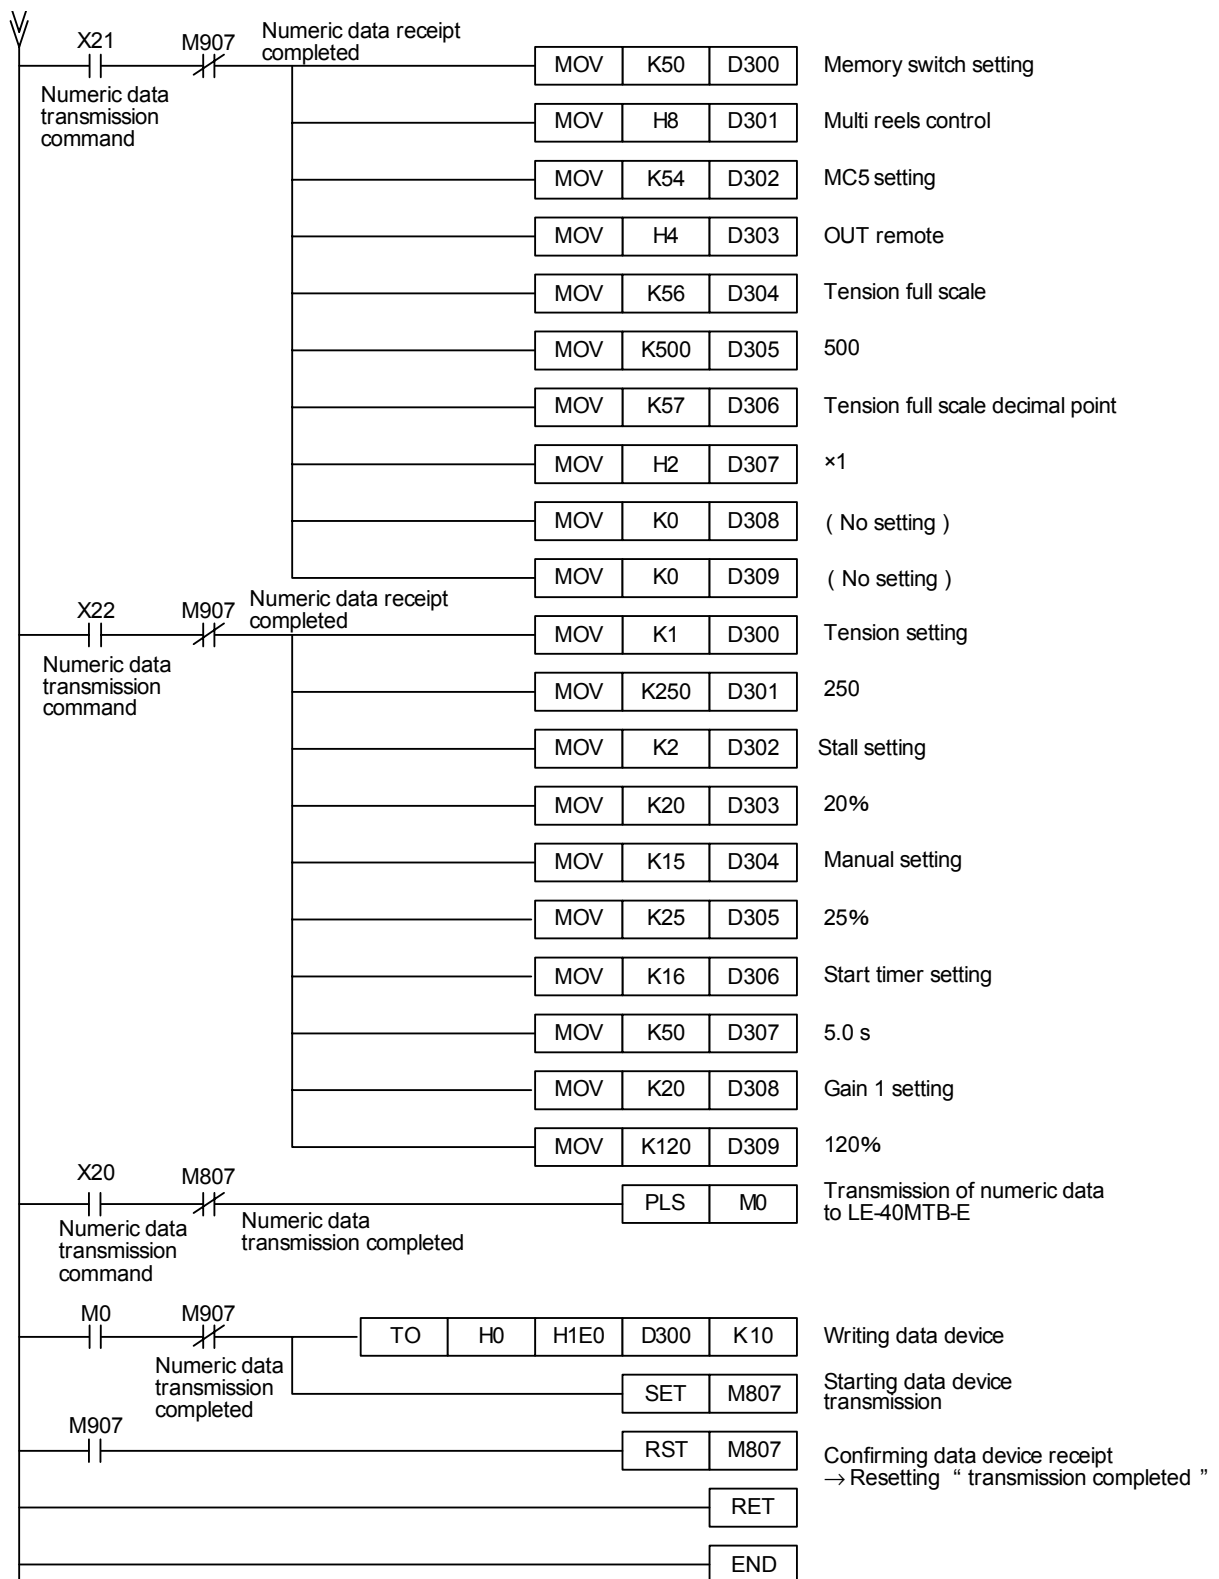 X21 M907 Numeric data receipt
completed
MOV K50 D300 Memory switch setting
Numeric data
transmission
command
MOV H8 D301 Multi reels control
MOV K54 D302 MC5 setting
MOV H4 D303 OUT remote
MOV K56 D304 Tension full scale
MOV K500 D305 500
MOV K57 D306 Tension full scale decimal point
MOV H2 D307 ×1
MOV K0 D308 ( No setting )
MOV K0 D309 ( No setting )
X22 M907 Numeric data receipt
completed
MOV K1 D300 Tension setting
Numeric data
transmission
command
MOV K250 D301 250
MOV K2 D302 Stall setting
MOV K20 D303 20%
MOV K15 D304 Manual setting
MOV K25 D305 25%
MOV K16 D306 Start timer setting
MOV K50 D307 5.0 s
MOV K20 D308 Gain 1 setting
MOV K120 D309 120%
X20 M807
PLS M0 Transmission of numeric data
to LE-40MTB-E
Numeric data
transmission
command
Numeric data
transmission completed
M0 M907
TO H0 H1E0 D300 K10 Writing data device
Numeric data
transmission
completed
SET M807 Starting data device
transmission
M907
RST M807 Confirming data device receipt
→ Resetting “ transmission completed ”
RET
END